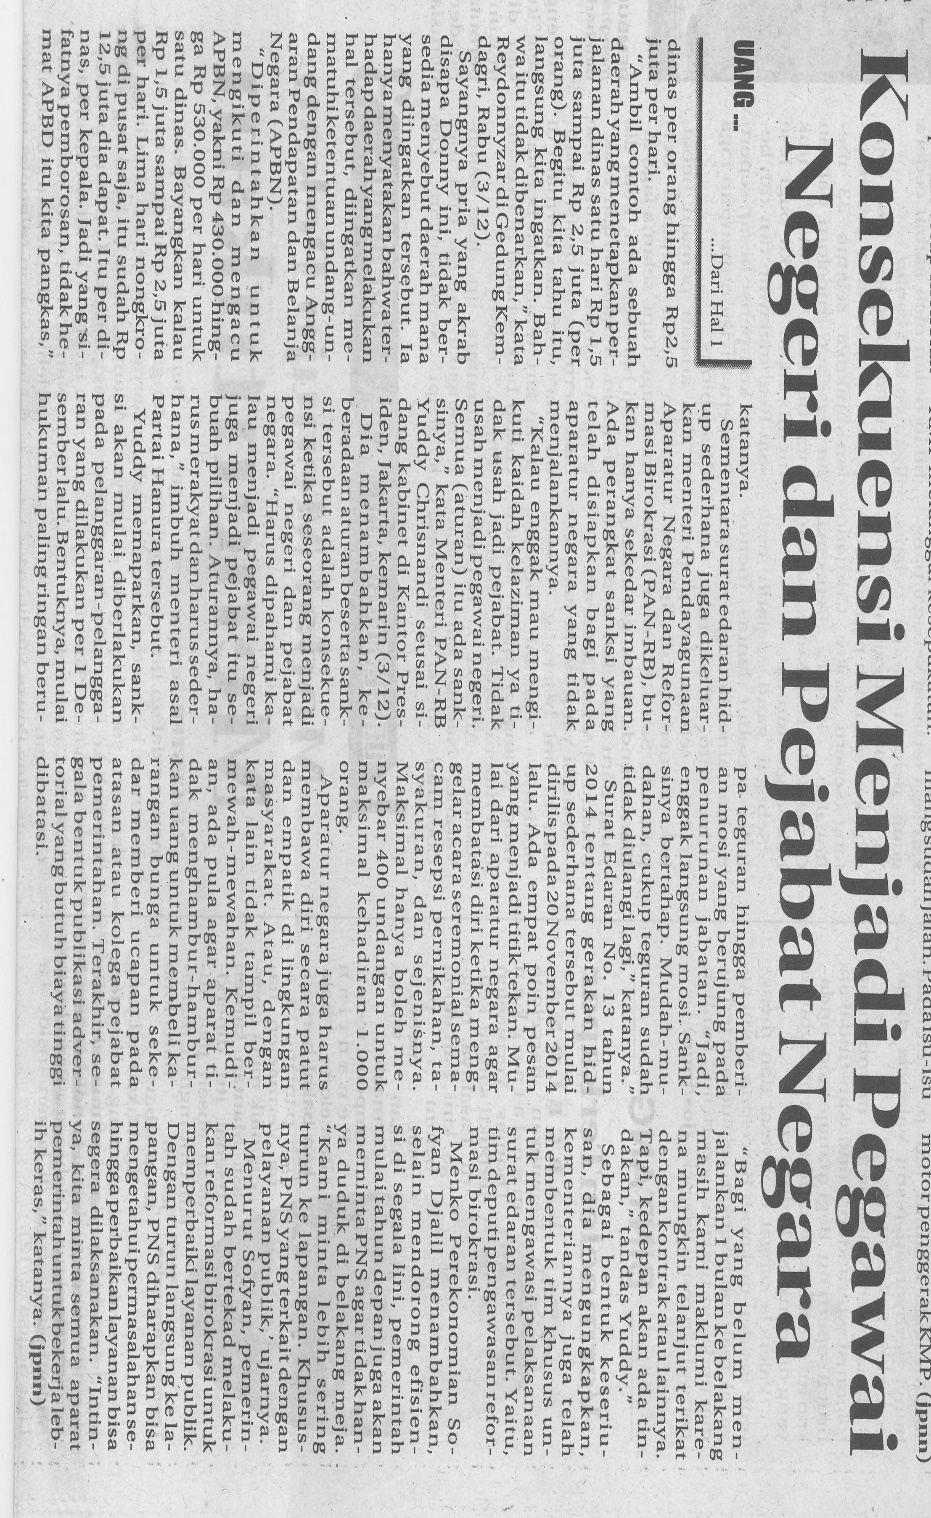 Konsekuensi Menjadi Pegawai
Negeri dan Pejabat Negara
UANG ...
...Dari Hal 1
dinas per orang hingga Rp2,5
juta per hari.
“Ambil contoh ada sebuah
daerah yang menetapkan per-
jalanan dinas satu hari Rp 1,5
juta sampai Rp 2,5 juta (per
orang). Begitu kita tahu itu,
langsung kita ingatkan. Bah-
wa itu tidak dibenarkan,” kata
Reydonnyzar di Gedung Kem-
dagri, Rabu (3/12).
Sayangnya pria yang akrab
disapa Donny ini, tidak ber-
sedia menyebut daerah mana
yang diingatkan tersebut. Ia
hanya menyatakan bahwa ter-
hadap daerah yang melakukan
hal tersebut, diingatkan me-
matuhi ketentuan undang-un-
dang dengan mengacu Angg-
aran Pendapatan dan Belanja
Negara (APBN).
“Diperintahkan untuk
mengikuti dan mengacu
APBN, yakni Rp 430.000 hing-
ga Rp 530.000 per hari untuk
satu dinas. Bayangkan kalau
Rp 1,5 juta sampai Rp 2,5 juta
per hari. Lima hari nongkro-
ng di pusat saja, itu sudah Rp
12,5 juta dia dapat. Itu per di-
nas, per kepala. Jadi yang si-
fatnya pemborosan, tidak he-
mat APBD itu kita pangkas,”
katanya.
Sementara surat edaran hid-
up sederhana juga dikeluar-
kan menteri Pendayagunaan
Aparatur Negara dan Refor-
masi Birokrasi (PAN-RB), bu-
kan hanya sekedar imbauan.
Ada perangkat sanksi yang
telah disiapkan bagi pada
aparatur negara yang tidak
menjalankannya.
“Kalau enggak mau mengi-
kuti kaidah kelaziman ya ti-
dak usah jadi pejabat. Tidak
usah menjadi pegawai negeri.
Semua (aturan) itu ada sank-
sinya,” kata Menteri PAN-RB
Yuddy Chrisnandi seusai si-
dang kabinet di Kantor Pres-
iden, Jakarta, kemarin (3/12).
Dia menambahkan, ke-
beradaan aturan beserta sank-
si tersebut adalah konsekue-
nsi ketika seseorang menjadi
pegawai negeri dan pejabat
negara. “Harus dipahami ka-
lau menjadi pegawai negeri
juga menjadi pejabat itu se-
buah pilihan. Aturannya, ha-
rus merakyat dan harus seder-
hana,” imbuh menteri asal
Partai Hanura tersebut.
Yuddy memaparkan, sank-
si akan mulai diberlakukan
pada pelanggaran-pelangga-
ran yang dilakukan per 1 De-
sember lalu. Bentuknya, mulai
hukuman paling ringan beru-
pa teguran hingga pemberi-
an mosi yang berujung pada
penurunan jabatan. “Jadi,
enggak langsung mosi. Sank-
sinya bertahap. Mudah-mu-
dahan, cukup teguran sudah
tidak diulangi lagi,” katanya.
Surat Edaran No. 13 tahun
2014 tentang gerakan hid-
up sederhana tersebut mulai
dirilis pada 20 November 2014
lalu. Ada empat poin pesan
yang menjadi titik tekan. Mu-
lai dari aparatur negara agar
membatasi diri ketika meng-
gelar acara seremonial sema-
cam resepsi pernikahan, ta-
syakuran, dan sejenisnya.
Maksimal hanya boleh me-
nyebar 400 undangan untuk
maksimal kehadiran 1.000
orang.
Aparatur negara juga harus
membawa diri secara patut
dan empatik di lingkungan
masyarakat. Atau, dengan
kata lain tidak tampil ber-
mewah-mewahan. Kemudi-
an, ada pula agar aparat ti-
dak menghambur-hambur-
kan uang untuk membeli ka-
rangan bunga untuk seke-
dar memberi ucapan pada
atasan atau kolega pejabat
pemerintahan. Terakhir, se-
gala bentuk publikasi adver-
torial yang butuh biaya tinggi
dibatasi.
“Bagi yang belum men-
jalankan 1 bulan ke belakang
masih kami maklumi kare-
na mungkin telanjut terikat
dengan kontrak atau lainnya.
Tapi, kedepan akan ada tin-
dakan,” tandas Yuddy.”
Sebagai bentuk keseriu-
san, dia mengungkapkan,
kementeriannya juga telah
membentuk tim khusus un-
tuk mengawasi pelaksanaan
surat edaran tersebut. Yaitu,
tim deputi pengawasan refor-
masi birokrasi.
Menko Perekonomian So-
fyan Djalil menambahkan,
selain mendorong efisien-
si di segala lini, pemerintah
mulai tahun depan juga akan
meminta PNS agar tidak han-
ya duduk di belakang meja.
“Kami minta lebih sering
turun ke lapangan. Khusus-
nya, PNS yang terkait dengan
pelayanan publik,’ ujarnya.
Menurut Sofyan, pemerin-
tah sudah bertekad melaku-
kan reformasi birokrasi untuk
memperbaiki layanan publik.
Dengan turun langsung ke la-
pangan, PNS diharapkan bisa
mengetahui permasalahan se-
hingga perbaikan layanan bisa
segera dilaksanakan. “Intin-
ya, kita minta semua aparat
pemerintah untuk bekerja leb-
ih keras,” katanya. (jpnn)
motor penggerak KMP. (jpnn)